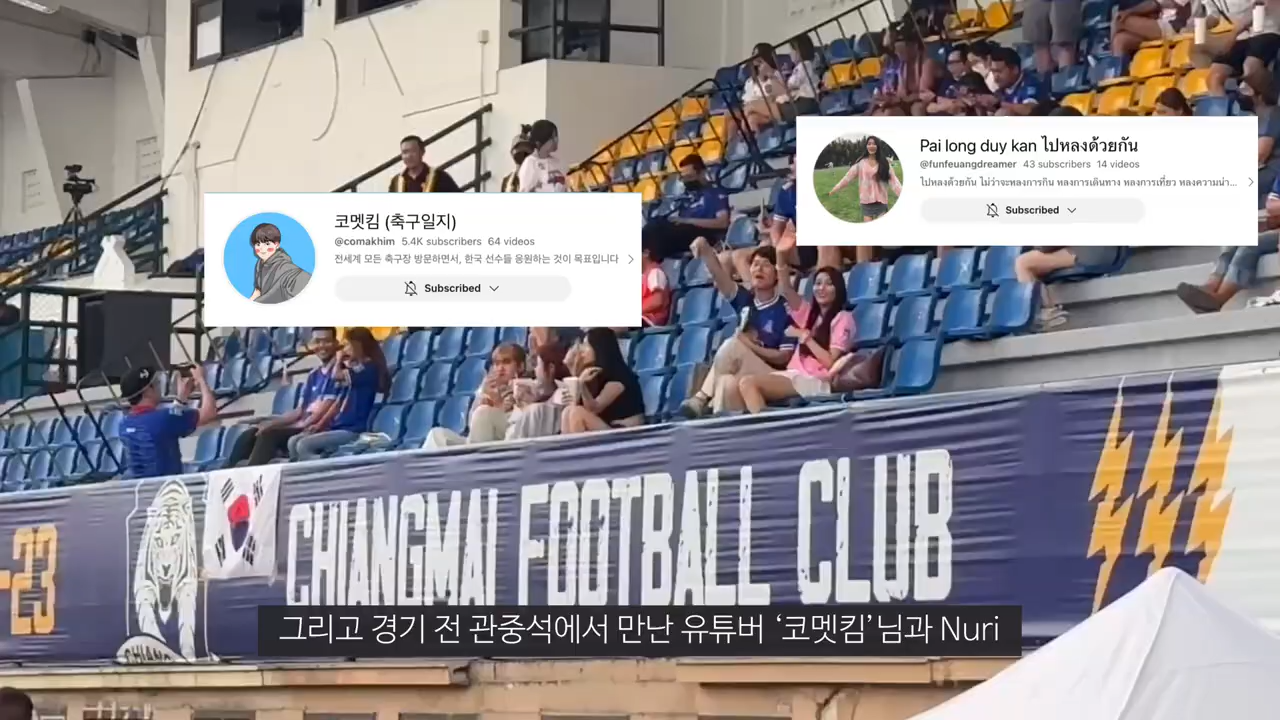 Pai long duy kan ไปหลงด้วยกัน
@funfeuangdreamer 43 subscribers 14 videos
ไปหลงด้วยกัน ไม่ว่าจะหลงการกิน หลงการเดินทาง หลงการเที่ยว หลงความน่า...
Subscribed
코멧킴 (축구일지)
@comakhim 5.4K subscribers 64 videos
전세계 모든 축구장 방문하면서, 한국 선수들 응원하는 것이 목표입니다
Subscribed
-23
CHIANGMAI FOOTBALL CLUB
CHIANG
그리고 경기 전 관중석에서 만난 유튜버 ‘코멧킴’님과 Nuri